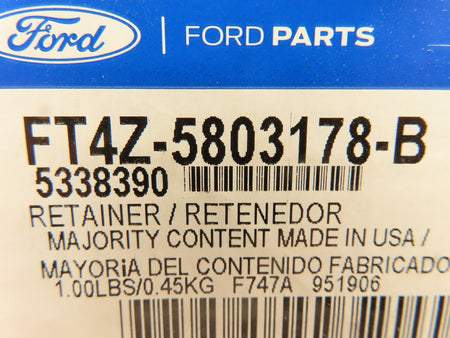 Ford | FORD PARTS
FT4Z-5803178-B
5338390
RETAINER / RETENEDOR
MAJORITY CONTENT MADE IN USA /
MAYORiA DEL CONTENIDO FABRICADO
1.00LBS/0.45KG F747A 951906